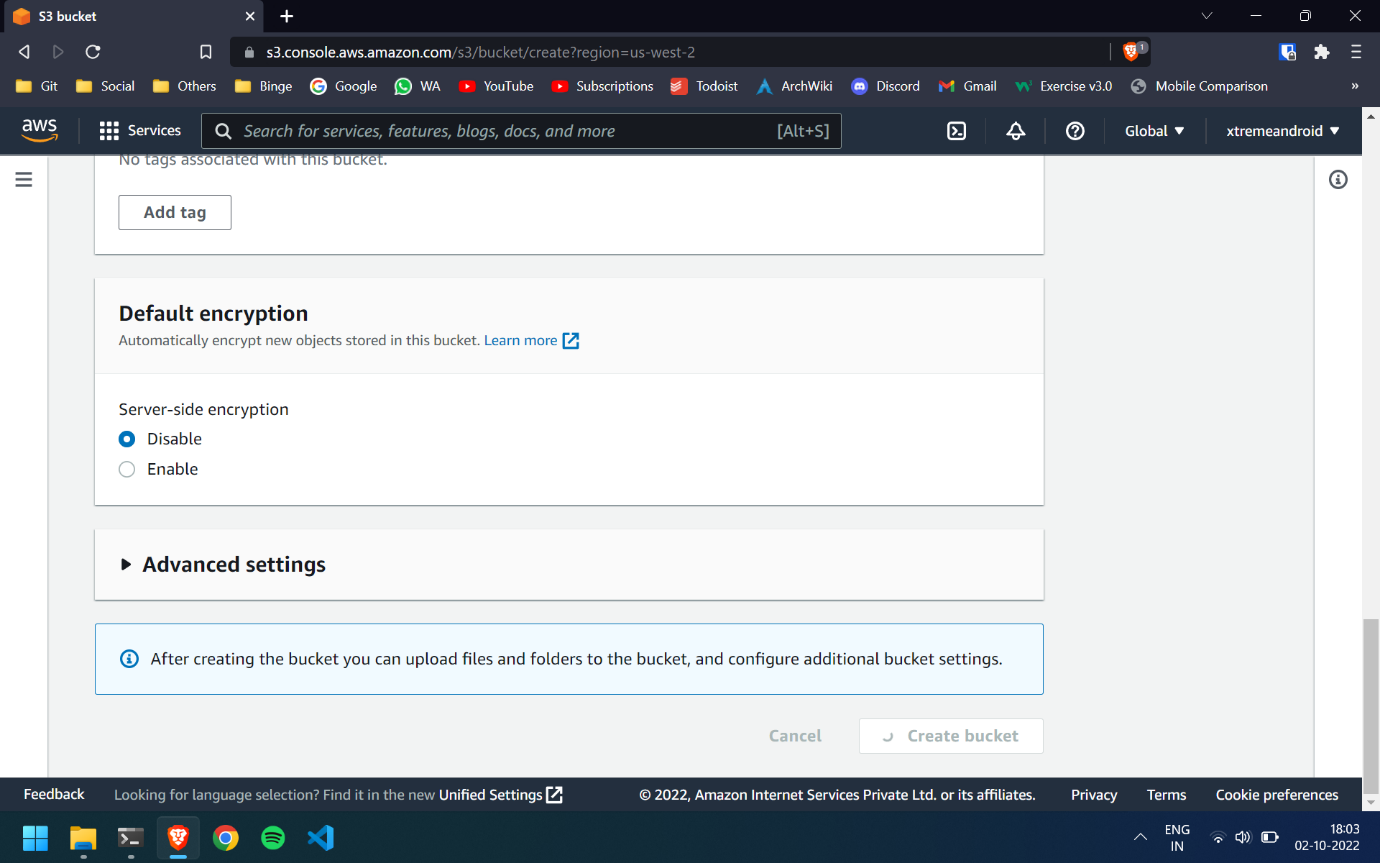 S3 bucket
s3.console.aws.amazon.com/s3/bucket/create?region=us-west-2
1
Git Social Others Binge Google WA YouTube Subscriptions Todoist ArchWiki Discord Gmail Exercise v3.0 Mobile Comparison »
aws Services Search for services, features, blogs, docs, and more [Alt+S] Global xtremeandroid
No tags associated with this bucket.
Add tag
Default encryption
Automatically encrypt new objects stored in this bucket. Learn more
Server-side encryption
Disable
Enable
Advanced settings
After creating the bucket you can upload files and folders to the bucket, and configure additional bucket settings.
Cancel Create bucket
Feedback Looking for language selection? Find it in the new Unified Settings © 2022, Amazon Internet Services Private Ltd. or its affiliates. Privacy Terms Cookie preferences
ENG 18:03
IN 02-10-2022